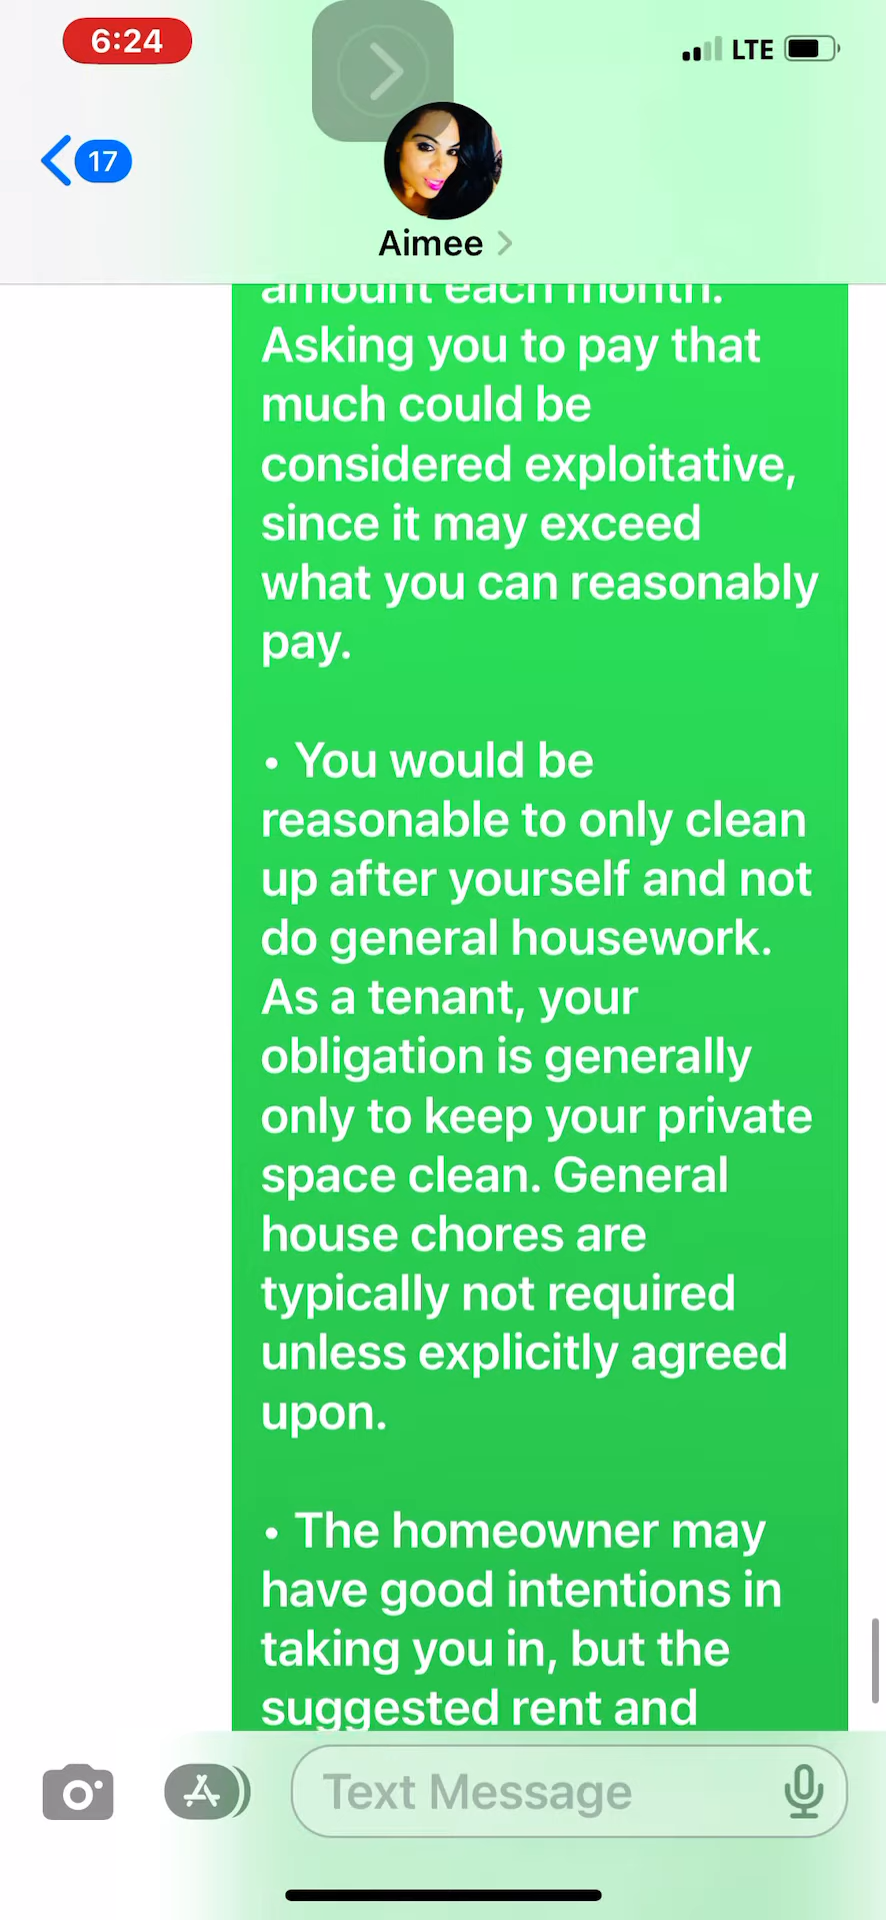 6:24
LTE
17
Aimee
amount each month.
Asking you to pay that
much could be
considered exploitative,
since it may exceed
what you can reasonably
pay.
• You would be
reasonable to only clean
up after yourself and not
do general housework.
As a tenant, your
obligation is generally
only to keep your private
space clean. General
house chores are
typically not required
unless explicitly agreed
upon.
• The homeowner may
have good intentions in
taking you in, but the
suggested rent and
Text Message